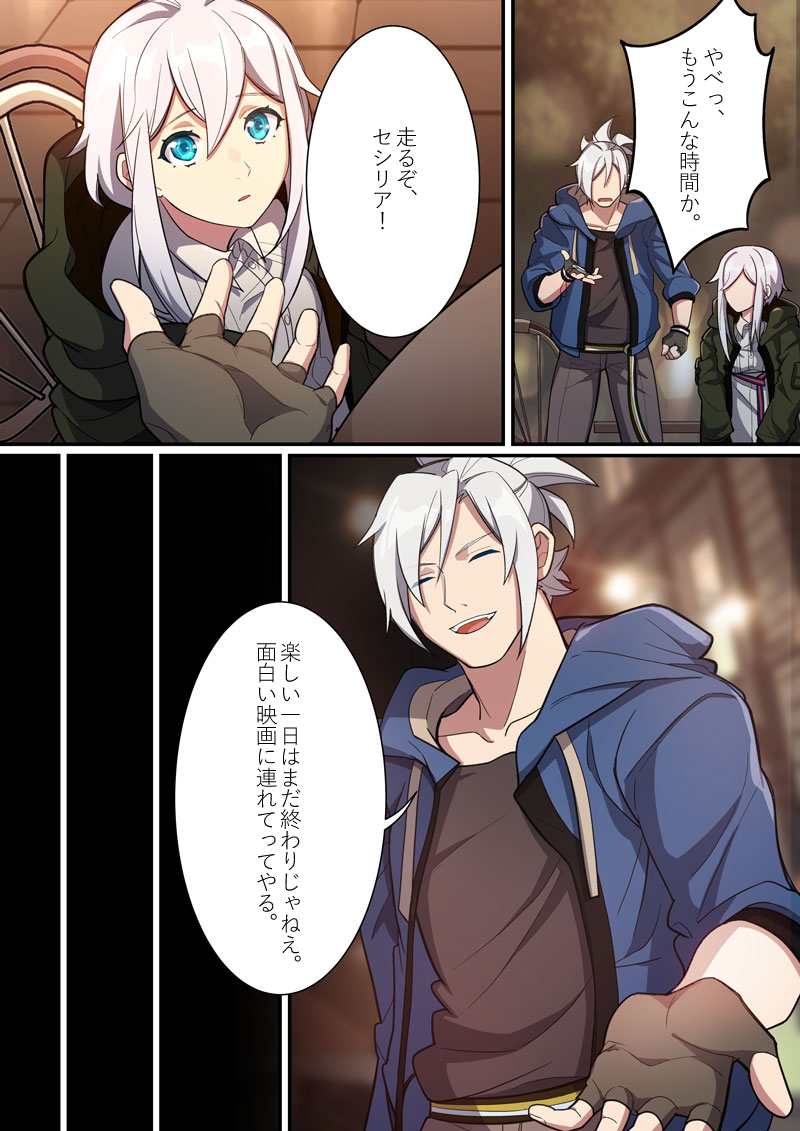 やべっ、
もうこんな時間か。
走るぞ、
セシリア！
楽しい一日はまだ終わりじゃねえ。
面白い映画に連れてってやる。